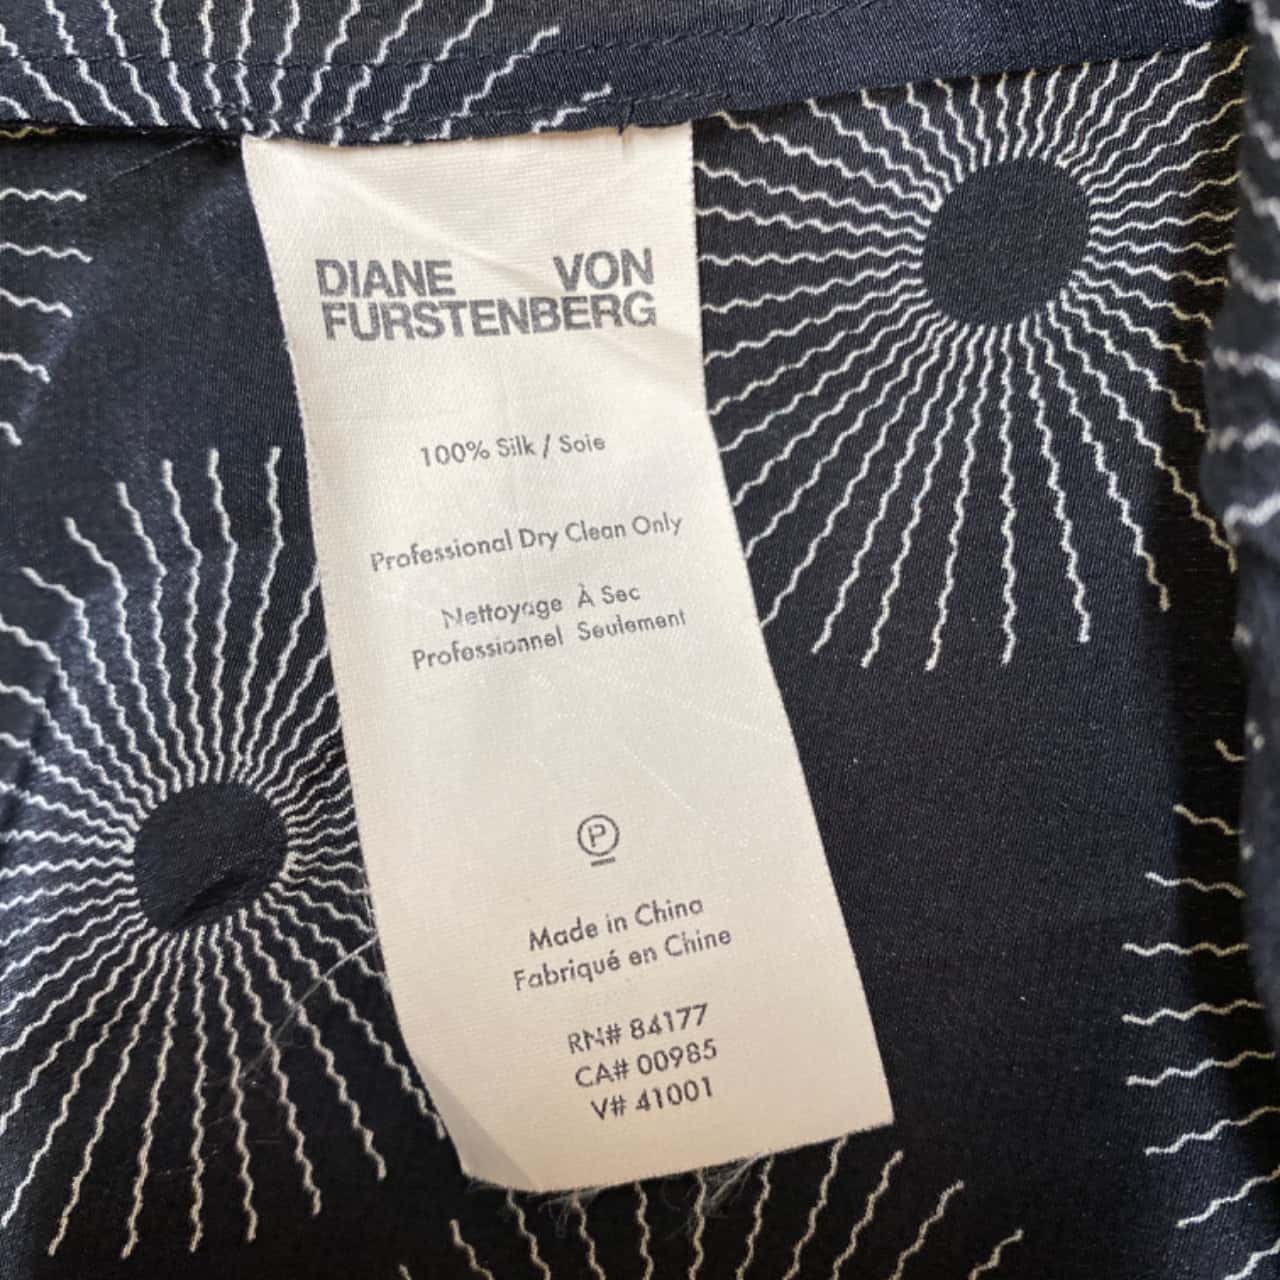 DIANE VON
FURSTENBERG
100% Silk / Soie
Professional Dry Clean Only
Nettoyage À Sec
Professionnel Seulement
P
Made in China
Fabriqué en Chine
RN# 84177
CA# 00985
V# 41001